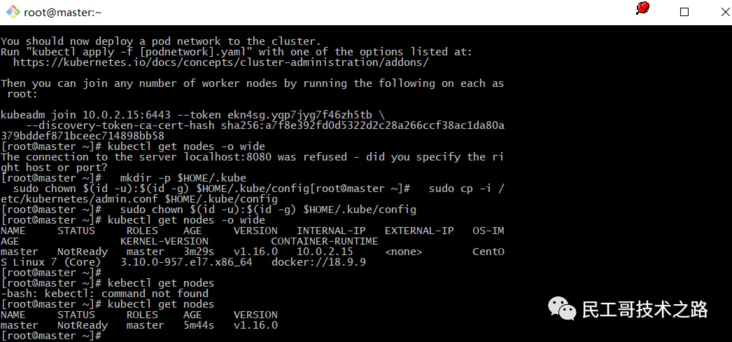 root@master:~
You should now deploy a pod network to the cluster.
Run "kubectl apply -f [podnetwork].yaml" with one of the options listed at:
  https://kubernetes.io/docs/concepts/cluster-administration/addons/
Then you can join any number of worker nodes by running the following on each as
 root:
kubeadm join 10.0.2.15:6443 --token ekn4sg.ygp7jyg7f46zh5tb \
    --discovery-token-ca-cert-hash sha256:a7f8e392fd0d5322d2c28a266ccf38ac1da80a
379bddef871bceec714898bb58
[root@master ~]# kubectl get nodes -o wide
The connection to the server localhost:8080 was refused - did you specify the ri
ght host or port?
[root@master ~]#   mkdir -p $HOME/.kube
  sudo chown $(id -u):$(id -g) $HOME/.kube/config[root@master ~]#   sudo cp -i /
etc/kubernetes/admin.conf $HOME/.kube/config
[root@master ~]#   sudo chown $(id -u):$(id -g) $HOME/.kube/config
[root@master ~]# kubectl get nodes -o wide
NAME     STATUS     ROLES    AGE     VERSION   INTERNAL-IP   EXTERNAL-IP   OS-IM
AGE                KERNEL-VERSION          CONTAINER-RUNTIME
master   NotReady   master   3m29s   v1.16.0   10.0.2.15     <none>        CentO
S Linux 7 (Core)   3.10.0-957.el7.x86_64   docker://18.9.9
[root@master ~]#
[root@master ~]# kebectl get nodes
-bash: kebectl: command not found
[root@master ~]# kubectl get nodes
NAME     STATUS     ROLES    AGE     VERSION
master   NotReady   master   5m44s   v1.16.0
[root@master ~]#
民工哥技术之路